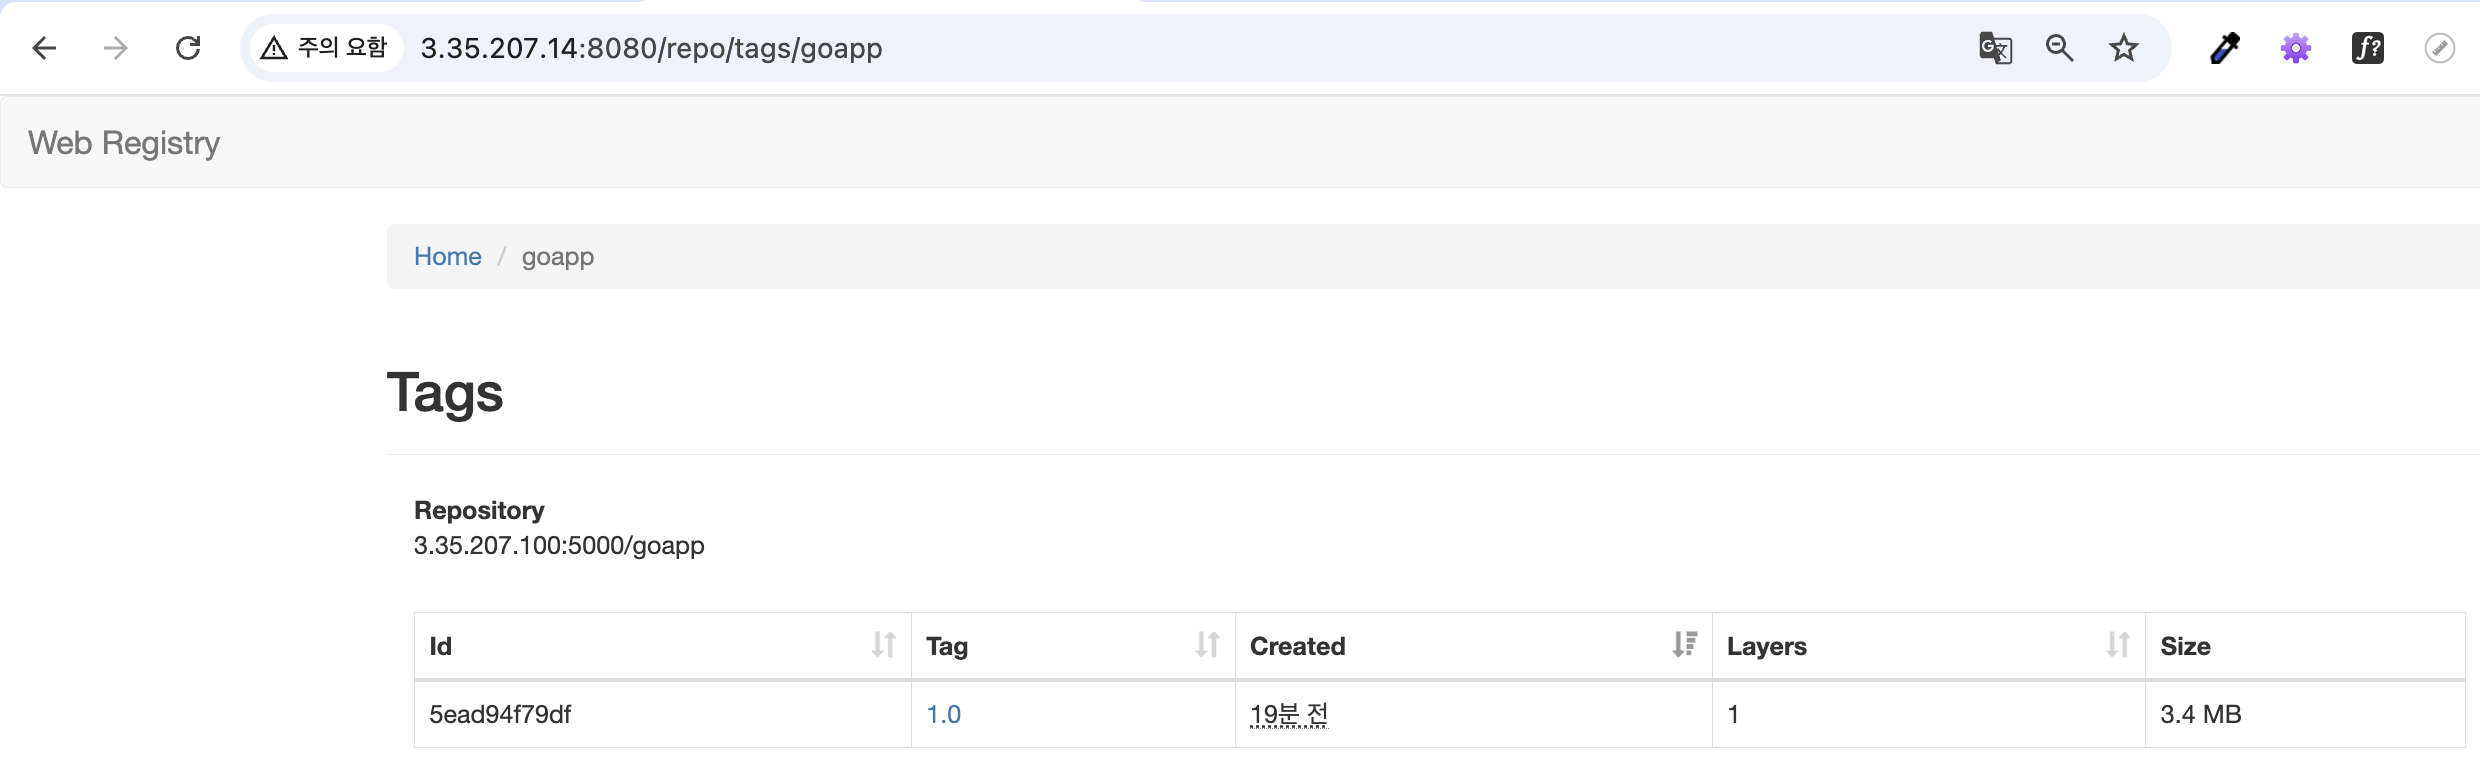 주의 요함 3.35.207.14:8080/repo/tags/goapp
Web Registry
Home / goapp
Tags
Repository
3.35.207.100:5000/goapp
Id Tag Created Layers Size
5ead94f79df 1.0 19분 전 1 3.4 MB